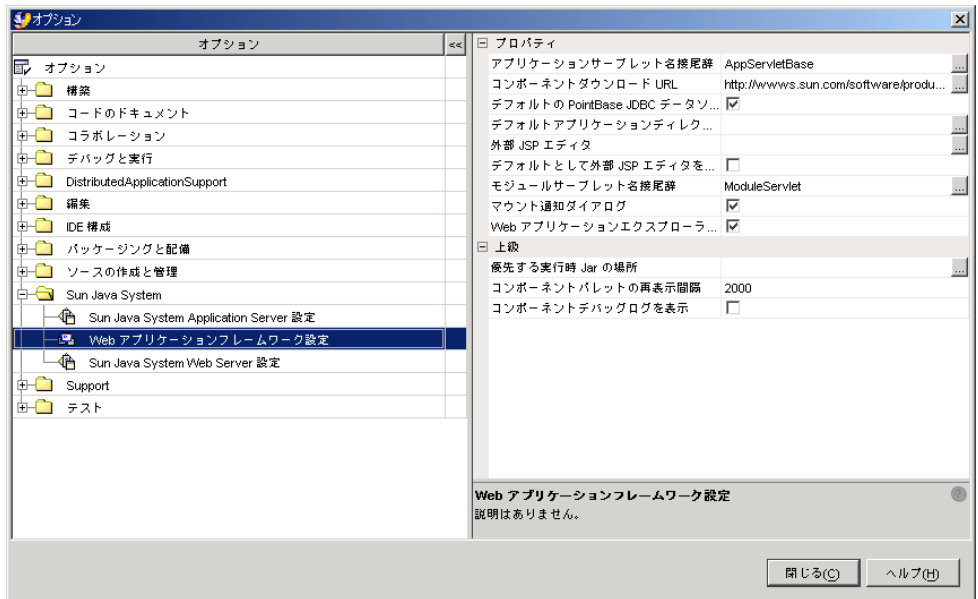 オプション
オプション
<<
オプション
構築
コードのドキュメント
コラボレーション
デバッグと実行
DistributedApplicationSupport
編集
IDE 構成
パッケージングと配備
ソースの作成と管理
Sun Java System
Sun Java System Application Server 設定
Web アプリケーションフレームワーク設定
Sun Java System Web Server 設定
Support
テスト
プロパティ
アプリケーションサーブレット名接尾辞 AppServletBase ...
コンポーネントダウンロード URL http://wwws.sun.com/software/produ... ...
デフォルトの PointBase JDBC データソ...
デフォルトアプリケーションディレク... ...
外部 JSP エディタ ...
デフォルトとして外部 JSP エディタを...
モジュールサーブレット名接尾辞 ModuleServlet ...
マウント通知ダイアログ
Web アプリケーションエクスプローラ...
上級
優先する実行時 Jar の場所 ...
コンポーネントパレットの再表示間隔 2000
コンポーネントデバッグログを表示
Web アプリケーションフレームワーク設定
説明はありません。
閉じる(C) ヘルプ(H)